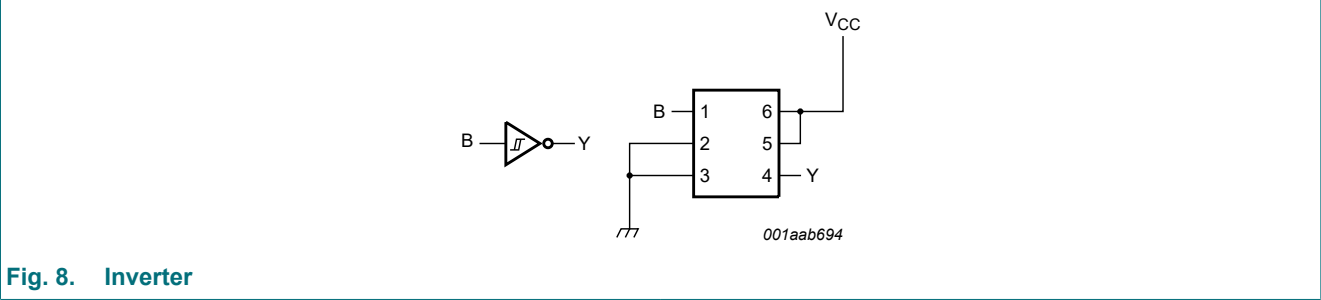 VCC
B 1 6
B Y
2 5
3 4 Y
001aab694
Fig. 8. Inverter